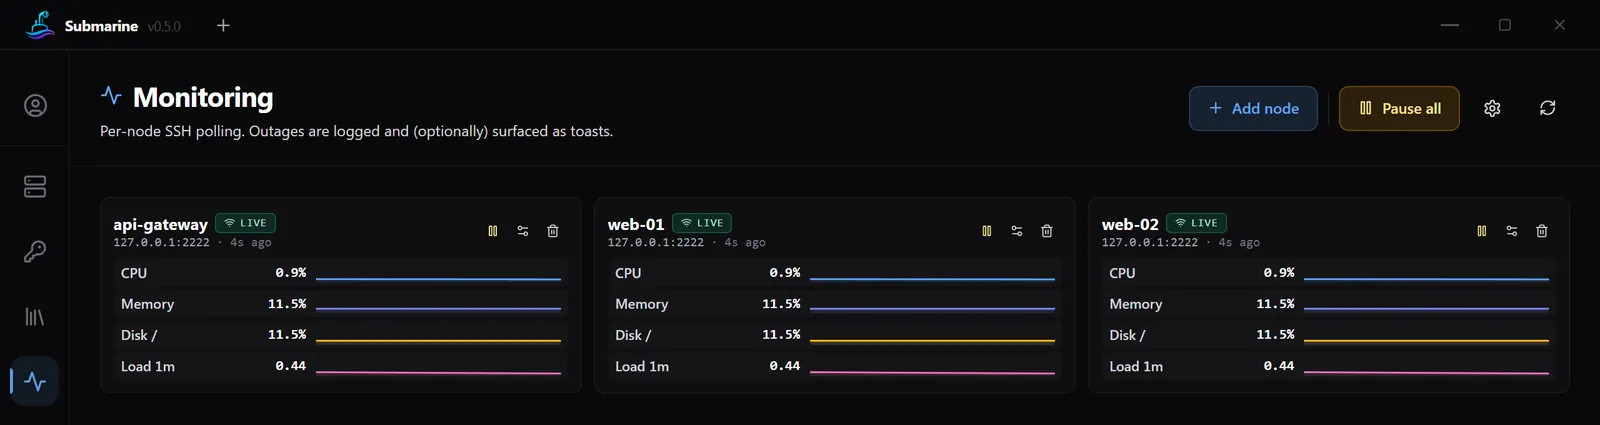 Submarine v0.5.0
Monitoring
Per-node SSH polling. Outages are logged and (optionally) surfaced as toasts.
Add node
Pause all
api-gateway LIVE
127.0.0.1:2222 · 4s ago
CPU 0.9%
Memory 11.5%
Disk / 11.5%
Load 1m 0.44
web-01 LIVE
127.0.0.1:2222 · 4s ago
CPU 0.9%
Memory 11.5%
Disk / 11.5%
Load 1m 0.44
web-02 LIVE
127.0.0.1:2222 · 4s ago
CPU 0.9%
Memory 11.5%
Disk / 11.5%
Load 1m 0.44